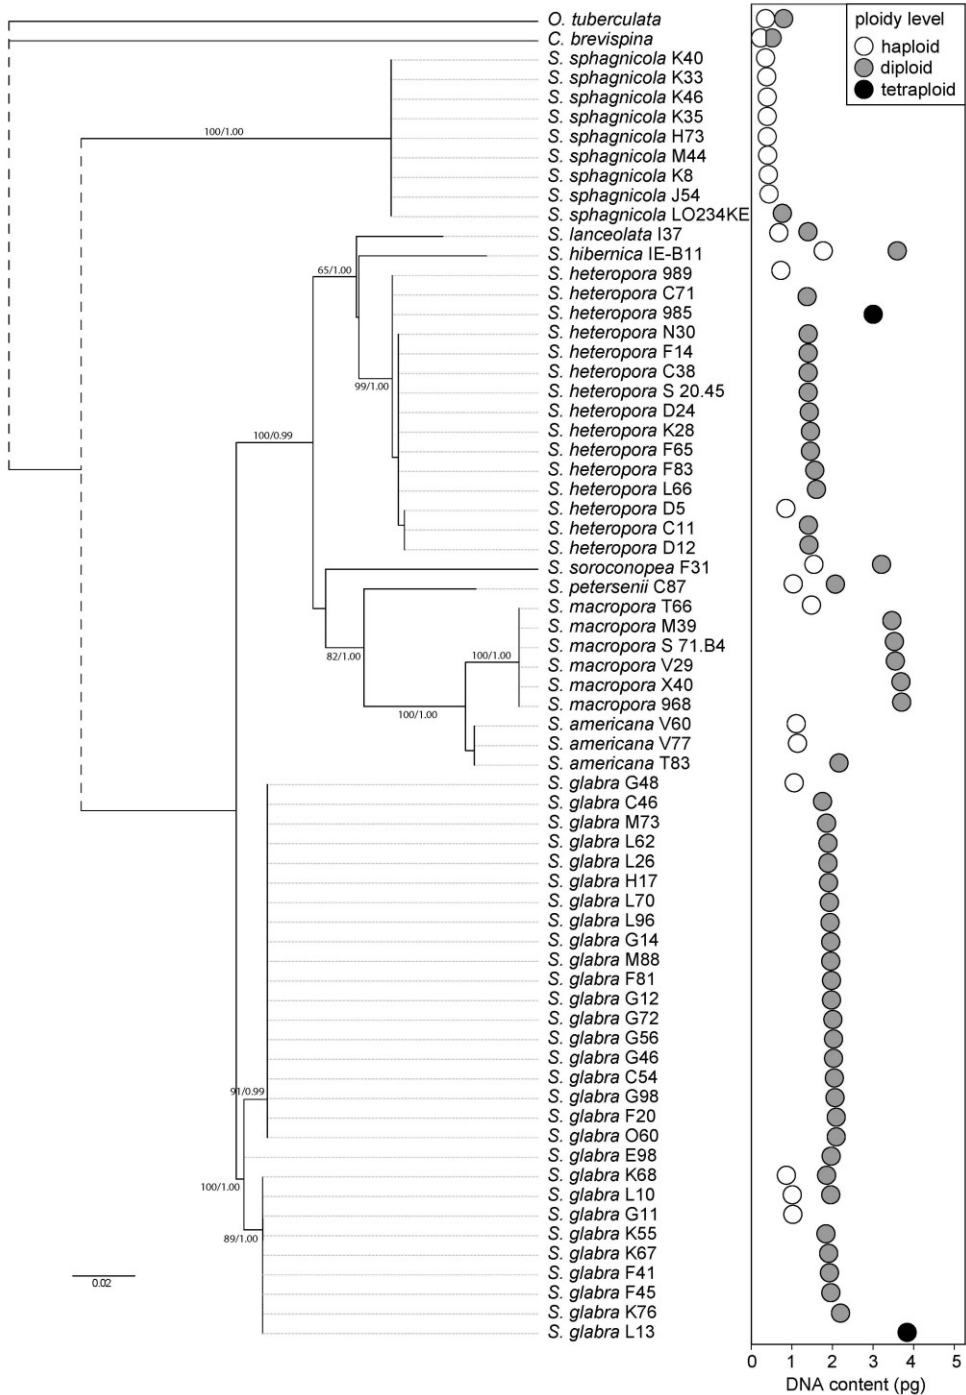 O. tuberculata
C. brevispina
S. sphagnicola K40
S. sphagnicola K33
S. sphagnicola K46
S. sphagnicola K35
S. sphagnicola H73
S. sphagnicola M44
S. sphagnicola K8
S. sphagnicola J54
S. sphagnicola LO234KE
S. lanceolata I37
S. hibernica IE-B11
S. heteropora 989
S. heteropora C71
S. heteropora 985
S. heteropora N30
S. heteropora F14
S. heteropora C38
S. heteropora S 20.45
S. heteropora D24
S. heteropora K28
S. heteropora F65
S. heteropora F83
S. heteropora L66
S. heteropora D5
S. heteropora C11
S. heteropora D12
S. soroconopea F31
S. petersenii C87
S. macropora T66
S. macropora M39
S. macropora S 71.B4
S. macropora V29
S. macropora X40
S. macropora 968
S. americana V60
S. americana V77
S. americana T83
S. glabra G48
S. glabra C46
S. glabra M73
S. glabra L62
S. glabra L26
S. glabra H17
S. glabra L70
S. glabra L96
S. glabra G14
S. glabra M88
S. glabra F81
S. glabra G12
S. glabra G72
S. glabra G56
S. glabra G46
S. glabra C54
S. glabra G98
S. glabra F20
S. glabra O60
S. glabra E98
S. glabra K68
S. glabra L10
S. glabra G11
S. glabra K55
S. glabra K67
S. glabra F41
S. glabra F45
S. glabra K76
S. glabra L13
100/1.00
65/1.00
99/1.00
100/0.99
82/1.00
100/1.00
100/1.00
91/0.99
100/1.00
89/1.00
0.02
ploidy level
haploid
diploid
tetraploid
0 1 2 3 4 5
DNA content (pg)